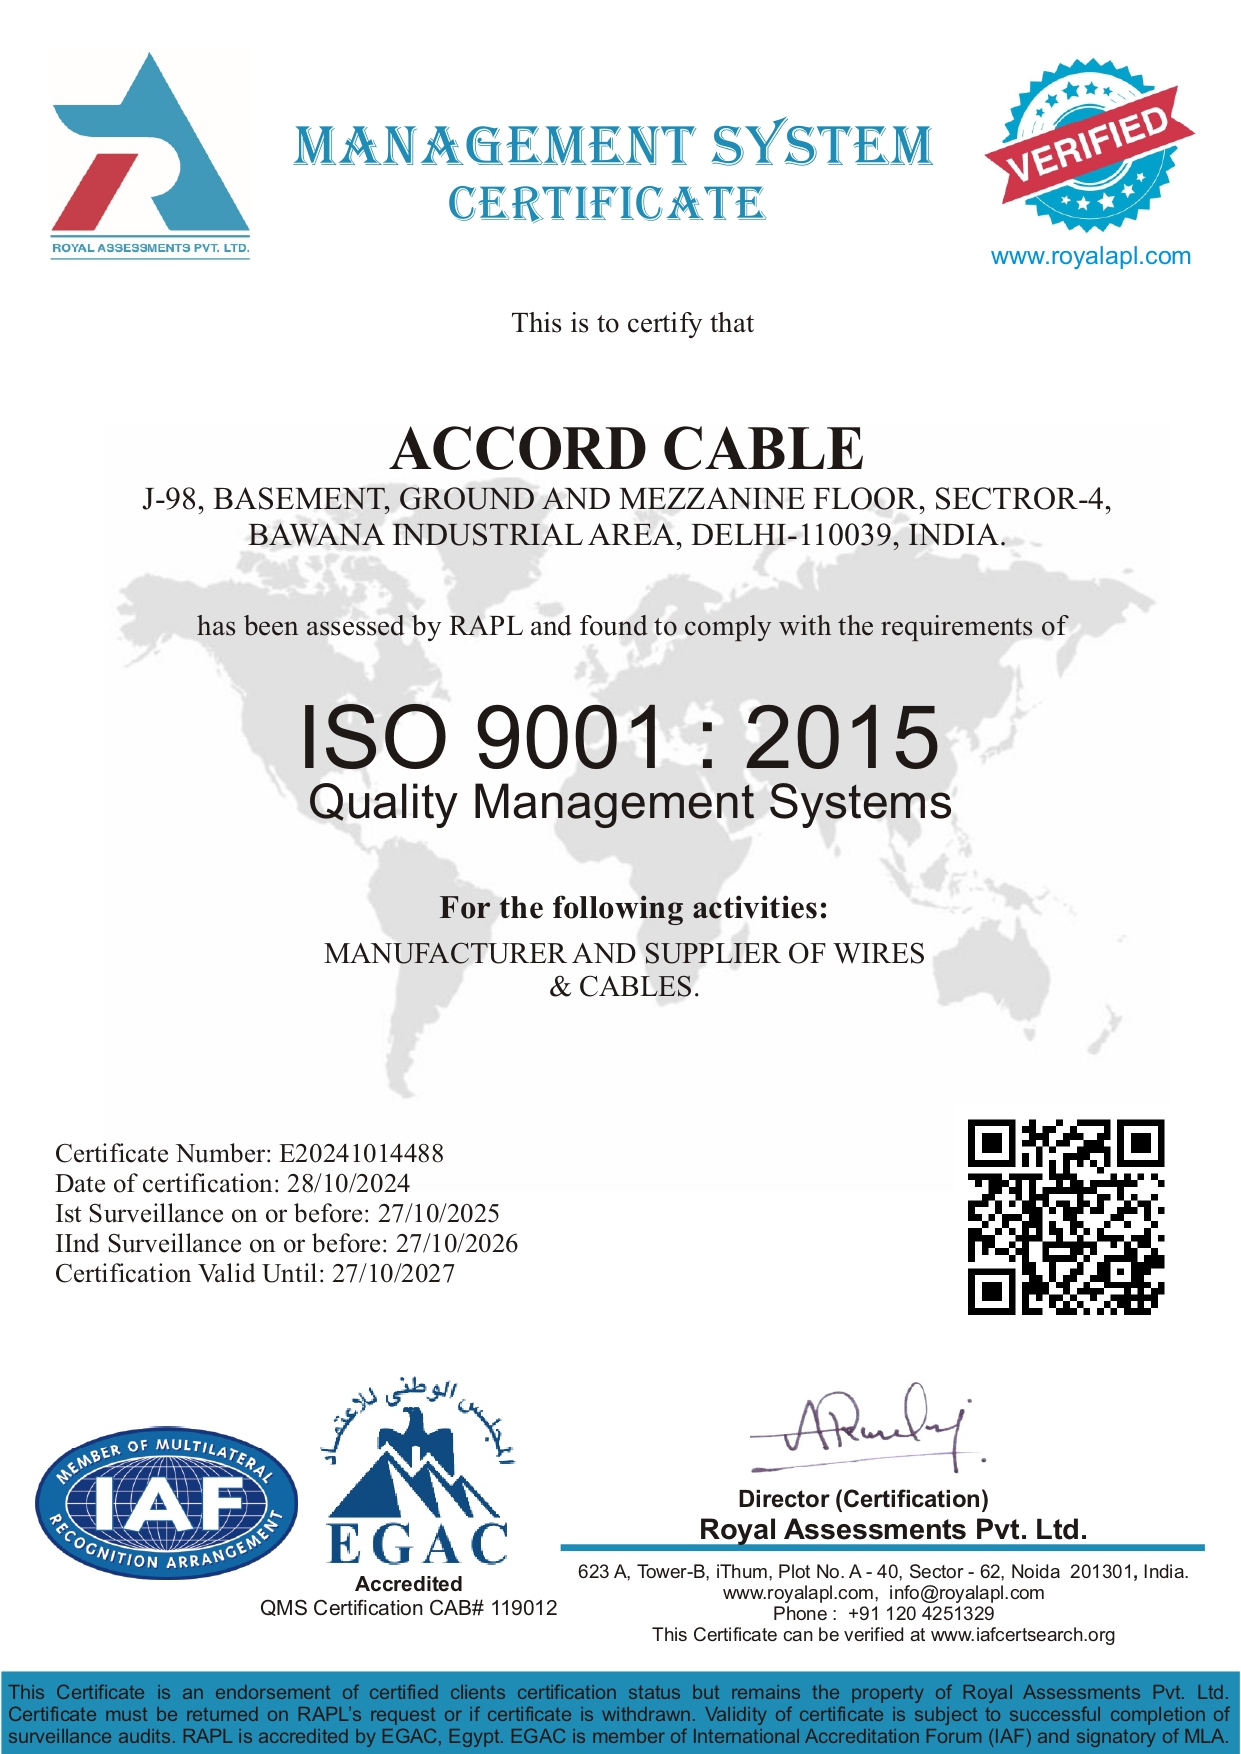 ROYAL ASSESSMENTS PVT. LTD.
MANAGEMENT SYSTEM
CERTIFICATE
VERIFIED
www.royalapl.com
This is to certify that
ACCORD CABLE
J-98, BASEMENT, GROUND AND MEZZANINE FLOOR, SECTROR-4,
BAWANA INDUSTRIAL AREA, DELHI-110039, INDIA.
has been assessed by RAPL and found to comply with the requirements of
ISO 9001 : 2015
Quality Management Systems
For the following activities:
MANUFACTURER AND SUPPLIER OF WIRES
& CABLES.
Certificate Number: E20241014488
Date of certification: 28/10/2024
Ist Surveillance on or before: 27/10/2025
IInd Surveillance on or before: 27/10/2026
Certification Valid Until: 27/10/2027
MEMBER OF MULTILATERAL
IAF
RECOGNITION ARRANGEMENT
المجلس الوطنى للاعتماد
EGAC
Accredited
QMS Certification CAB# 119012
Director (Certification)
Royal Assessments Pvt. Ltd.
623 A, Tower-B, iThum, Plot No. A - 40, Sector - 62, Noida 201301, India.
www.royalapl.com, info@royalapl.com
Phone : +91 120 4251329
This Certificate can be verified at www.iafcertsearch.org
This Certificate is an endorsement of certified clients certification status but remains the property of Royal Assessments Pvt. Ltd.
Certificate must be returned on RAPL's request or if certificate is withdrawn. Validity of certificate is subject to successful completion of
surveillance audits. RAPL is accredited by EGAC, Egypt. EGAC is member of International Accreditation Forum (IAF) and signatory of MLA.